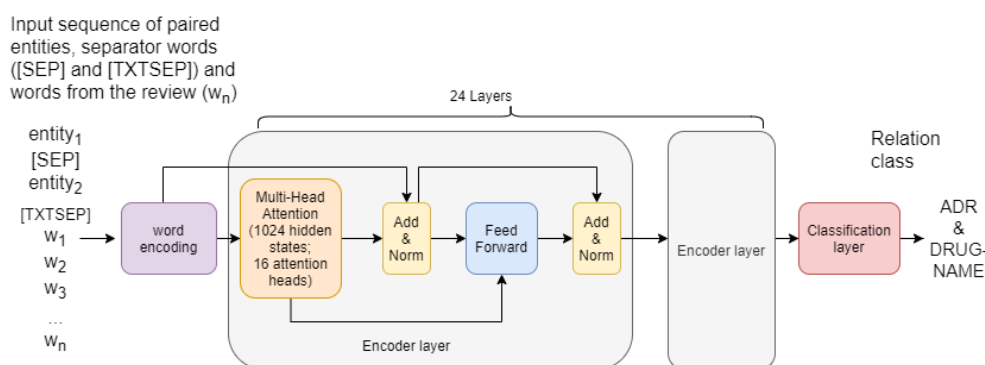 Input sequence of paired
entities, separator words
([SEP] and [TXTSEP]) and
words from the review (wn)
24 Layers
entity1
[SEP]
entity2
[TXTSEP]
w1
w2
w3
...
wn
word
encoding
Multi-Head
Attention
(1024 hidden
states;
16 attention
heads)
Add
&
Norm
Feed
Forward
Add
&
Norm
Encoder layer
Encoder layer
Classification
layer
Relation
class
ADR
&
DRUG-
NAME